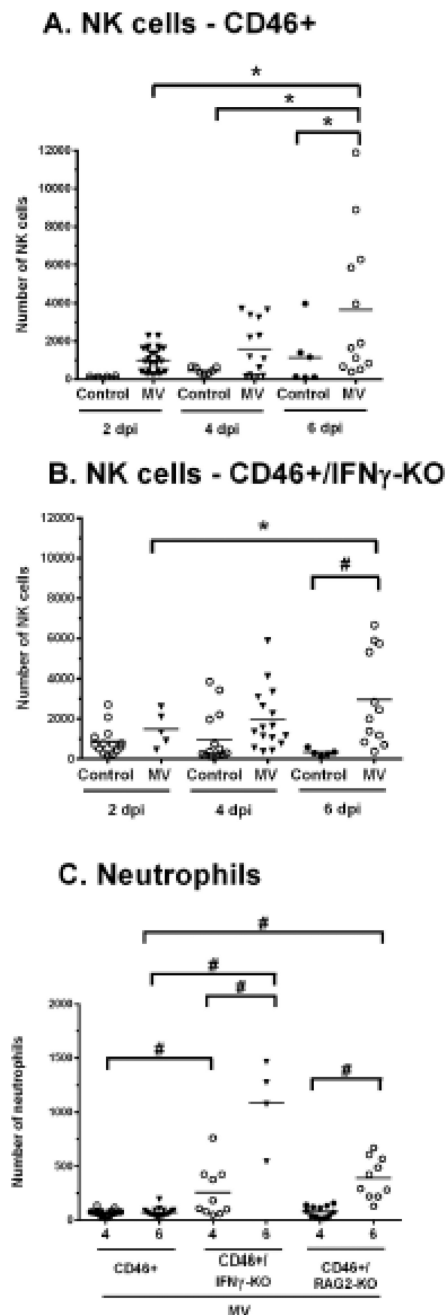 A. NK cells - CD46+
*
*
*
Number of NK cells
12000
10000
8000
6000
4000
2000
0
Control MV Control MV Control MV
2 dpi 4 dpi 6 dpi
B. NK cells - CD46+/IFNγ-KO
*
#
Number of NK cells
12000
10000
8000
6000
4000
2000
0
Control MV Control MV Control MV
2 dpi 4 dpi 6 dpi
C. Neutrophils
#
#
#
#
#
Number of neutrophils
2000
1500
1000
500
0
4 6 4 6 4 6
CD46+ CD46+/ CD46+/
IFNγ-KO RAG2-KO
MV